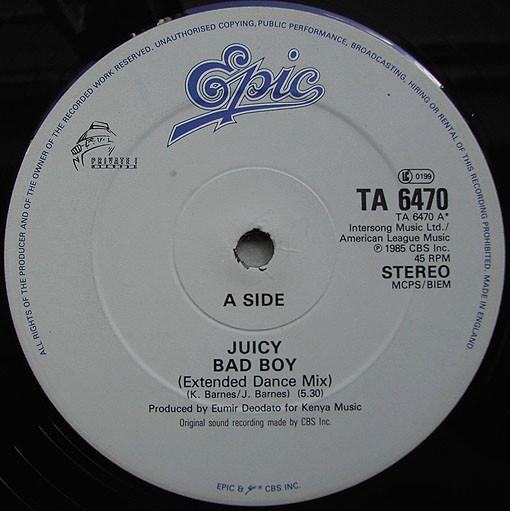 ALL RIGHTS OF THE PRODUCER AND OF THE OWNER OF THE RECORDED WORK RESERVED. UNAUTHORISED COPYING, PUBLIC PERFORMANCE, BROADCASTING, HIRING OR RENTAL OF THIS RECORDING PROHIBITED. MADE IN ENGLAND.
Epic
PRIVATE I
RECORDS
LC 0199
TA 6470
TA 6470 A*
Intersong Music Ltd./
American League Music
℗ 1985 CBS Inc.
45 RPM
STEREO
MCPS/BIEM
A SIDE
JUICY
BAD BOY
(Extended Dance Mix)
(K. Barnes/J. Barnes) (5.30)
Produced by Eumir Deodato for Kenya Music
Original sound recording made by CBS Inc.
EPIC & ® CBS INC.